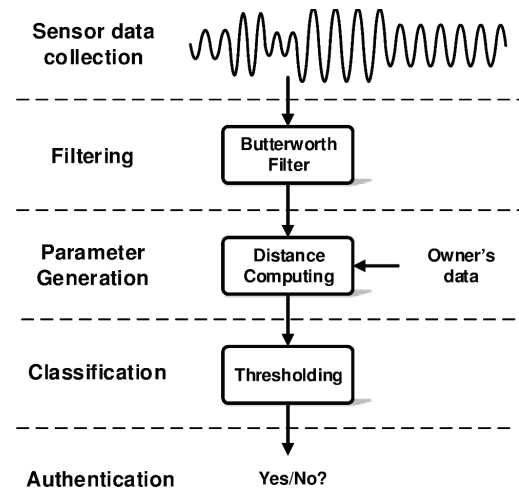 Sensor data
collection
Butterworth
Filter
Filtering
Parameter
Generation
Distance
Computing
Owner's
data
Classification
Thresholding
Authentication
Yes/No?